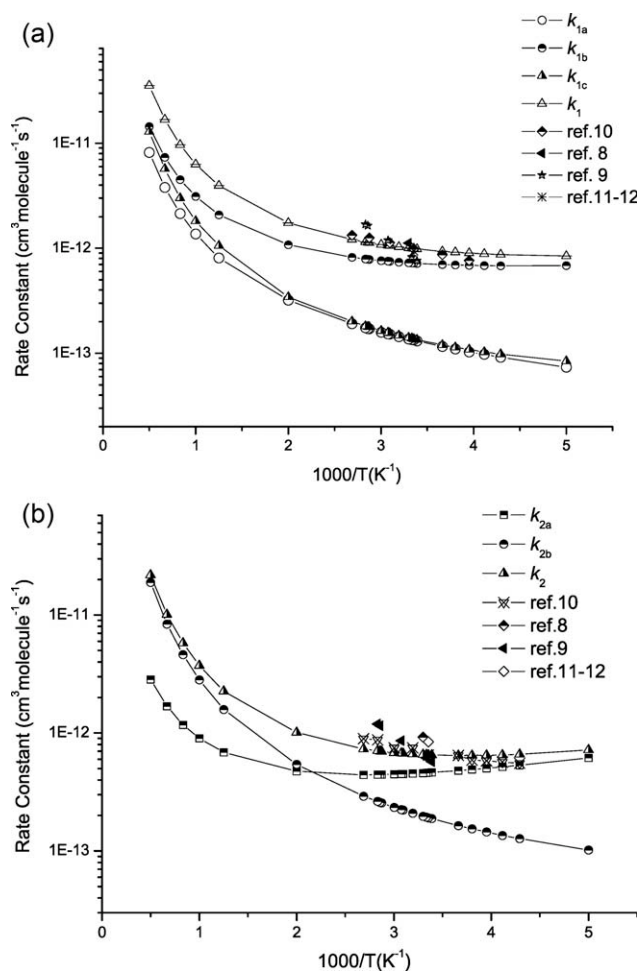 (a)
k1a
k1b
k1c
k1
ref.10
ref. 8
ref. 9
ref.11-12
Rate Constant (cm³molecule⁻¹s⁻¹)
1E-11
1E-12
1E-13
0 1 2 3 4 5
1000/T(K⁻¹)
(b)
k2a
k2b
k2
ref.10
ref.8
ref.9
ref.11-12
Rate Constant (cm³molecule⁻¹s⁻¹)
1E-11
1E-12
1E-13
0 1 2 3 4 5
1000/T(K⁻¹)